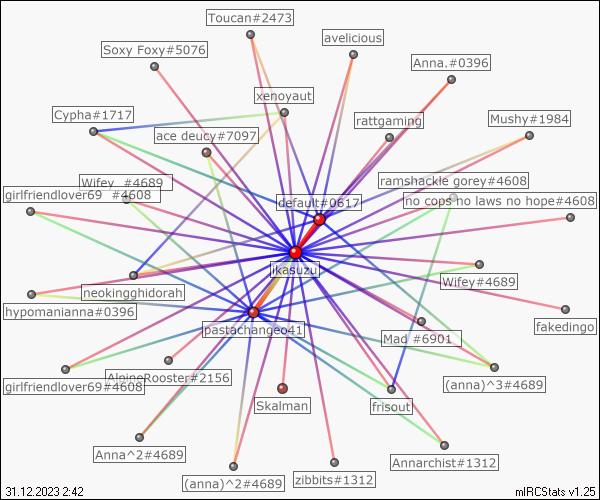 Toucan#2473
avelicious
Soxy Foxy#5076
Anna.#0396
xenoyaut
Cypha#1717
rattgaming
Mushy#1984
ace deucy#7097
Wifey_#4689
ramshackle gorey#4608
girlfriendlover69_#4608
default#0617
no cops no laws no hope#4608
ikasuzu
Wifey#4689
neokingghidorah
hypomanianna#0396
pastachangeo41
fakedingo
Mad #6901
AlpineRooster#2156
girlfriendlover69#4608
(anna)^3#4689
Skalman
frisout
Anna^2#4689
Annarchist#1312
(anna)^2#4689
zibbits#1312
31.12.2023 2:42
mIRCStats v1.25